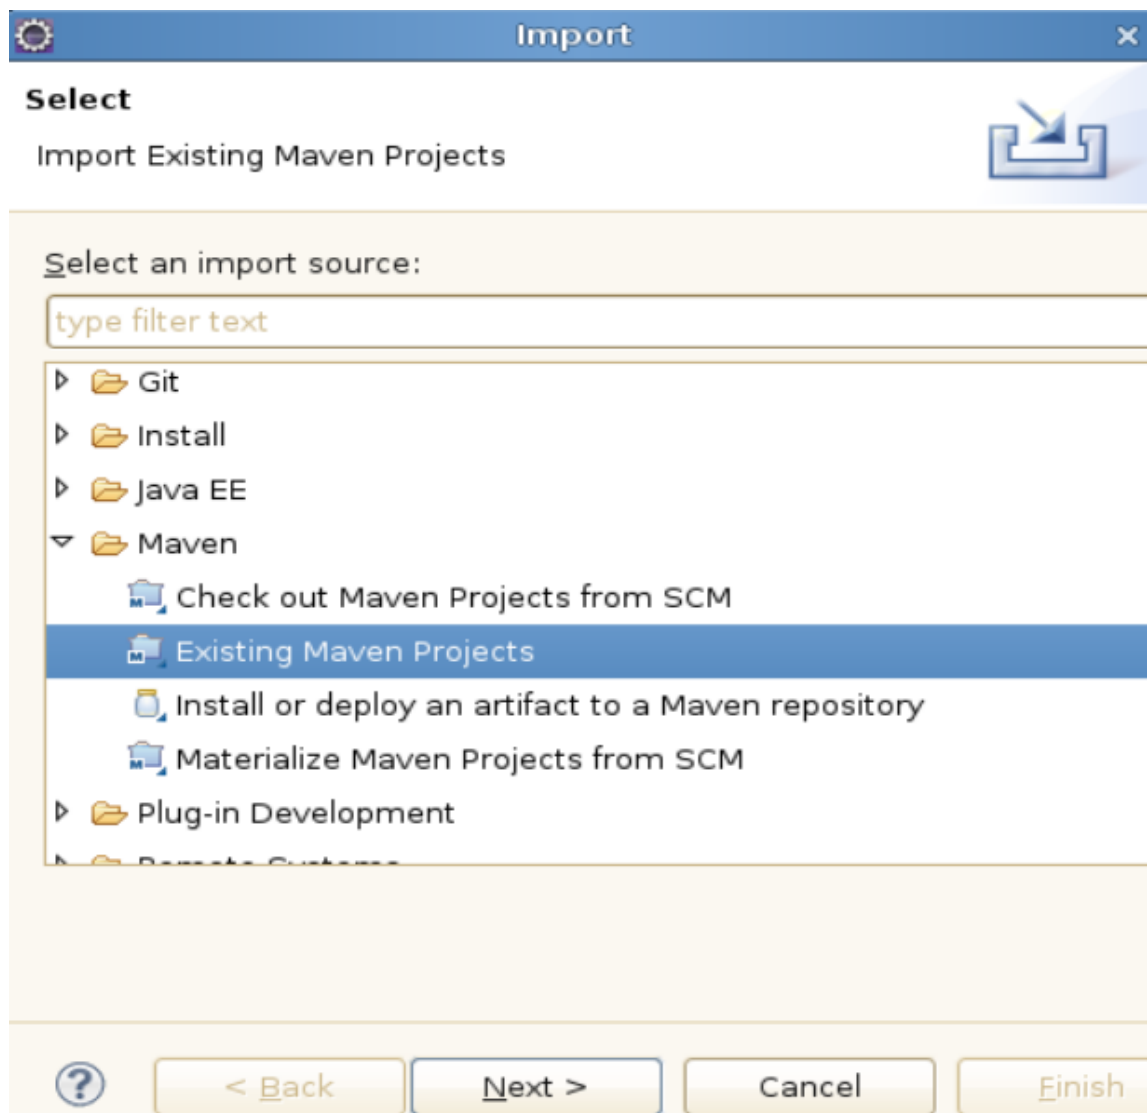 Import
Select
Import Existing Maven Projects
Select an import source:
type filter text
Git
Install
Java EE
Maven
Check out Maven Projects from SCM
Existing Maven Projects
Install or deploy an artifact to a Maven repository
Materialize Maven Projects from SCM
Plug-in Development
Remote Systems
< Back
Next >
Cancel
Finish